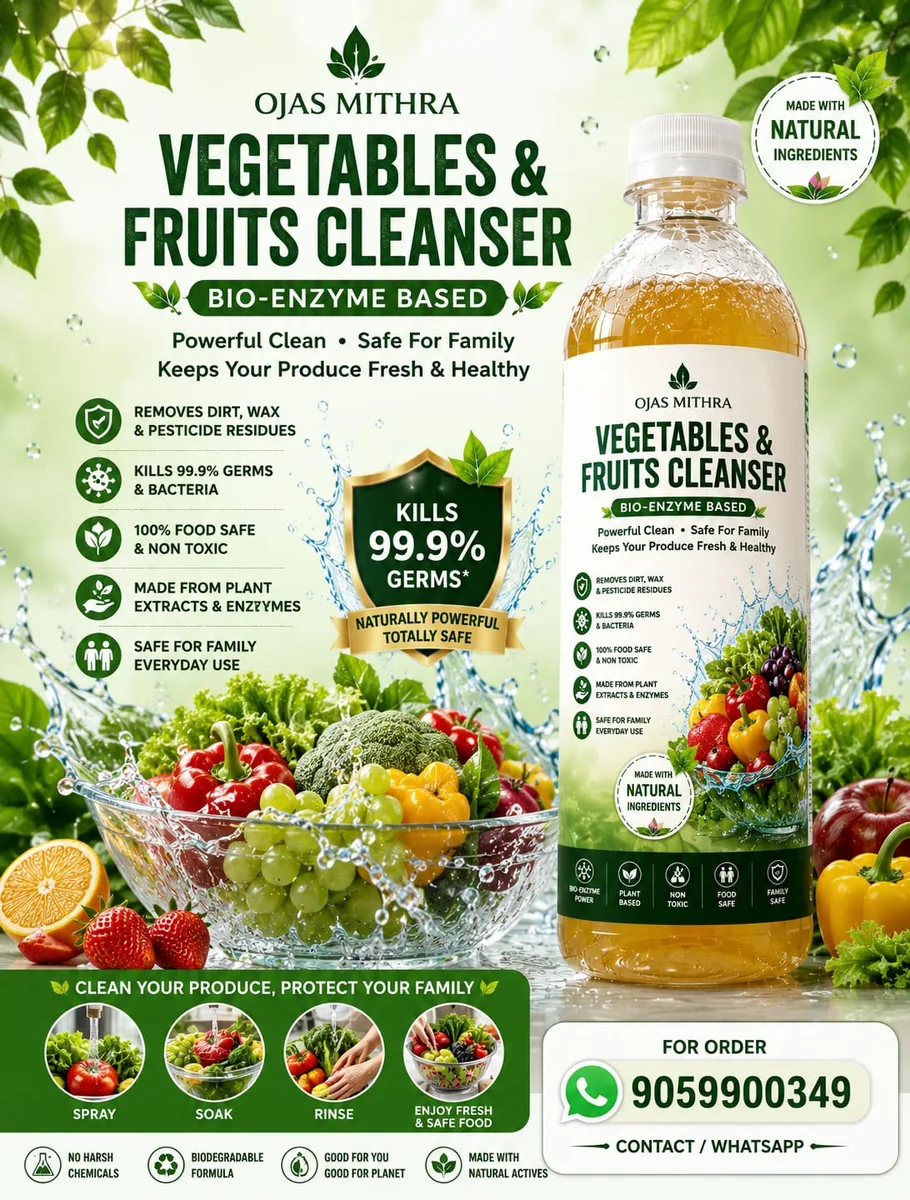 OJAS MITHRA
VEGETABLES &
FRUITS CLEANSER
BIO-ENZYME BASED
Powerful Clean • Safe For Family
Keeps Your Produce Fresh & Healthy
REMOVES DIRT, WAX
& PESTICIDE RESIDUES
KILLS 99.9% GERMS
& BACTERIA
100% FOOD SAFE
& NON TOXIC
MADE FROM PLANT
EXTRACTS & ENZYMES
SAFE FOR FAMILY
EVERYDAY USE
KILLS
99.9%
GERMS*
NATURALLY POWERFUL
TOTALLY SAFE
MADE WITH
NATURAL
INGREDIENTS
OJAS MITHRA
VEGETABLES &
FRUITS CLEANSER
BIO-ENZYME BASED
Powerful Clean • Safe For Family
Keeps Your Produce Fresh & Healthy
REMOVES DIRT, WAX
& PESTICIDE RESIDUES
KILLS 99.9% GERMS
& BACTERIA
100% FOOD SAFE
& NON TOXIC
MADE FROM PLANT
EXTRACTS & ENZYMES
SAFE FOR FAMILY
EVERYDAY USE
MADE WITH
NATURAL
INGREDIENTS
BIO-ENZYME
POWER
PLANT
BASED
NON
TOXIC
FOOD
SAFE
FAMILY
SAFE
CLEAN YOUR PRODUCE, PROTECT YOUR FAMILY
SPRAY
SOAK
RINSE
ENJOY FRESH
& SAFE FOOD
NO HARSH
CHEMICALS
BIODEGRADABLE
FORMULA
GOOD FOR YOU
GOOD FOR PLANET
MADE WITH
NATURAL ACTIVES
FOR ORDER
9059900349
CONTACT / WHATSAPP